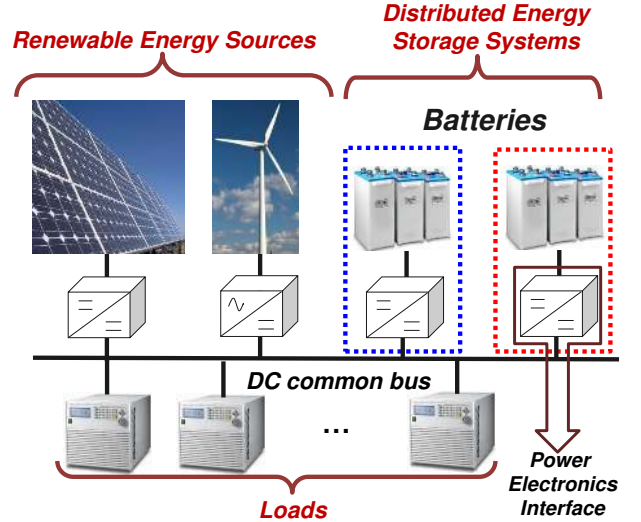 Renewable Energy Sources
Distributed Energy
Storage Systems
Batteries
DC common bus
...
Loads
Power
Electronics
Interface